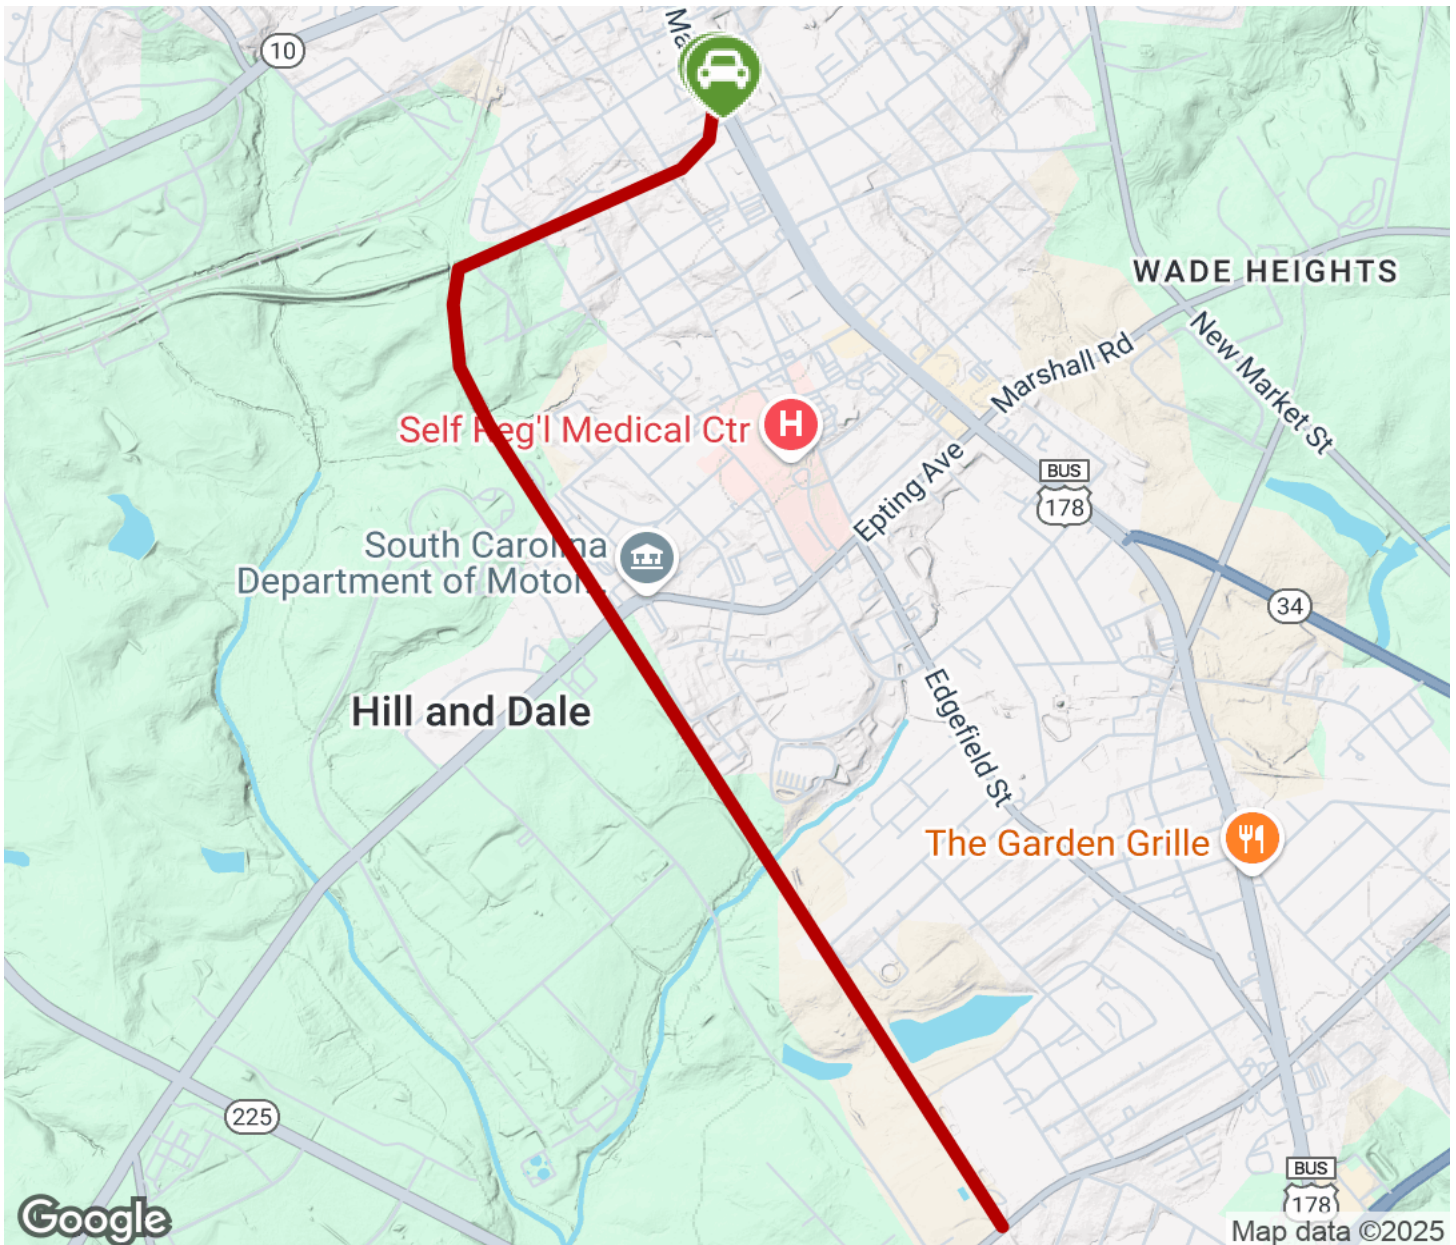 Ma
10
WADE HEIGHTS
Marshall Rd
New Market St
Self Reg'l Medical Ctr
H
Epting Ave
BUS
178
South Carolina
Department of Motor...
34
Hill and Dale
Edgefield St
The Garden Grille
225
BUS
178
Google
Map data ©2025